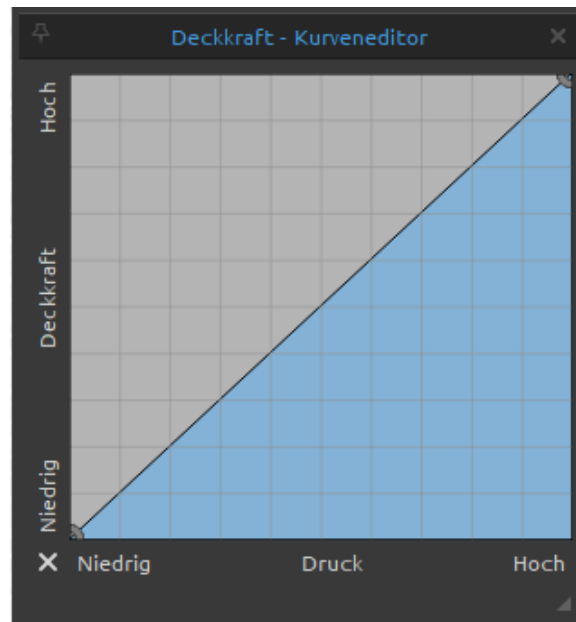 Deckkraft - Kurveneditor
Hoch
Deckkraft
Niedrig
Niedrig Druck Hoch